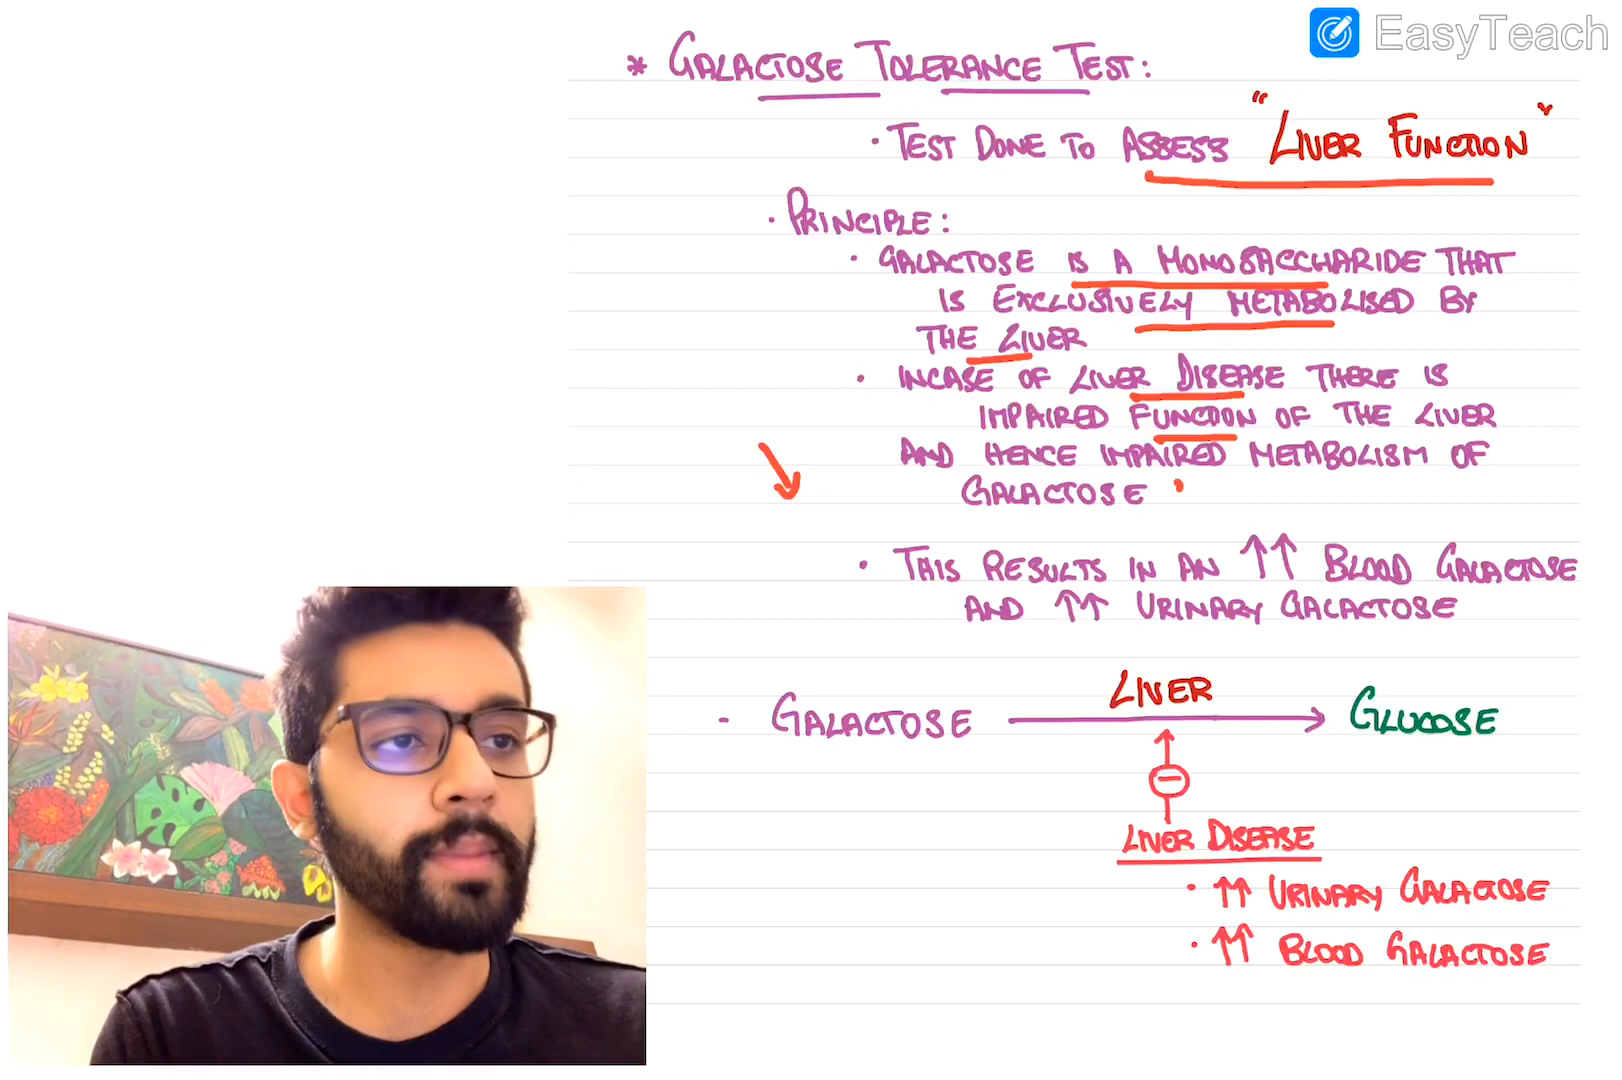 EasyTeach
* GALACTOSE TOLERANCE TEST:
· TEST DONE TO ASSESS "LIVER FUNCTION"
· PRINCIPLE:
· GALACTOSE IS A MONOSACCHARIDE THAT
IS EXCLUSIVELY METABOLISED BY
THE LIVER
· INCASE OF LIVER DISEASE THERE IS
IMPAIRED FUNCTION OF THE LIVER
AND HENCE IMPAIRED METABOLISM OF
GALACTOSE
· THIS RESULTS IN AN ↑↑ BLOOD GALACTOSE
AND ↑↑ URINARY GALACTOSE
LIVER
- GALACTOSE → GLUCOSE
LIVER DISEASE
· ↑↑ URINARY GALACTOSE
· ↑↑ BLOOD GALACTOSE